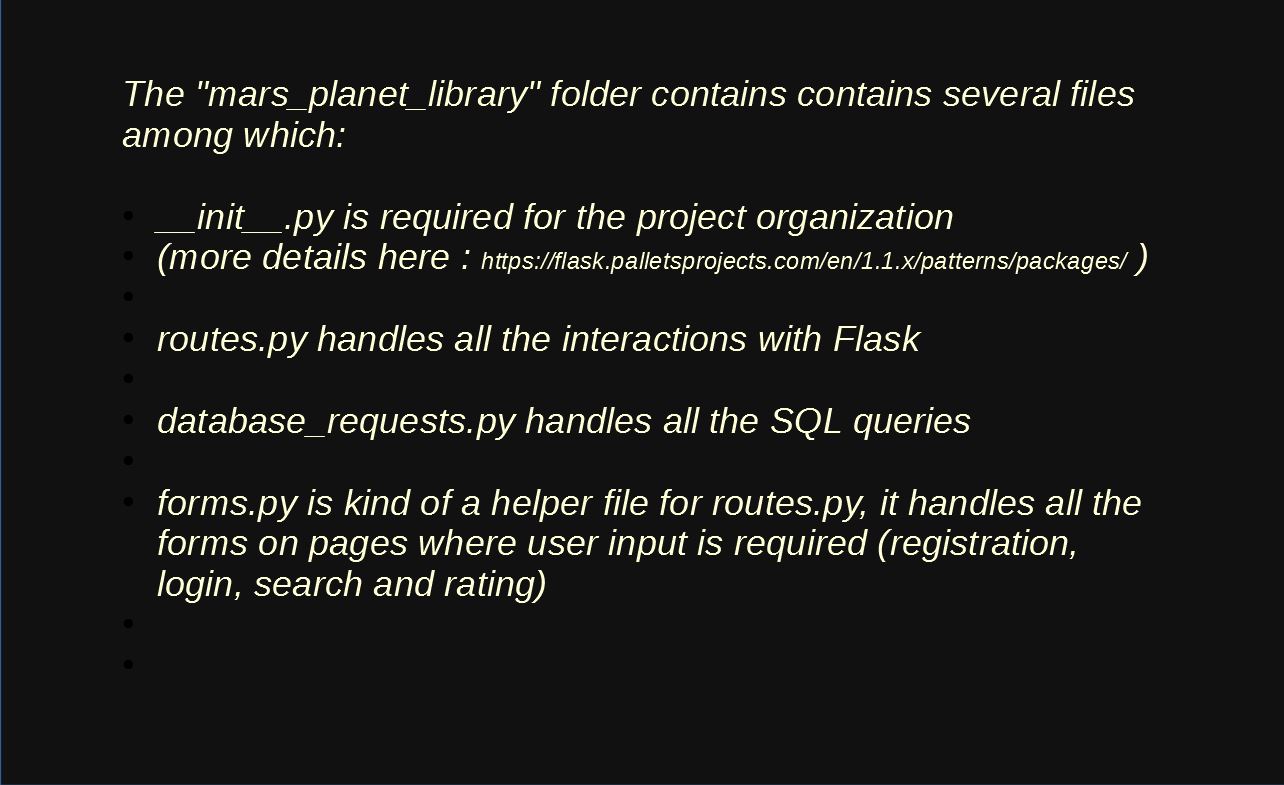 The "mars_planet_library" folder contains contains several files
among which:
• __init__.py is required for the project organization
• (more details here : https://flask.palletsprojects.com/en/1.1.x/patterns/packages/ )
•
• routes.py handles all the interactions with Flask
•
• database_requests.py handles all the SQL queries
•
• forms.py is kind of a helper file for routes.py, it handles all the
forms on pages where user input is required (registration,
login, search and rating)
•
•